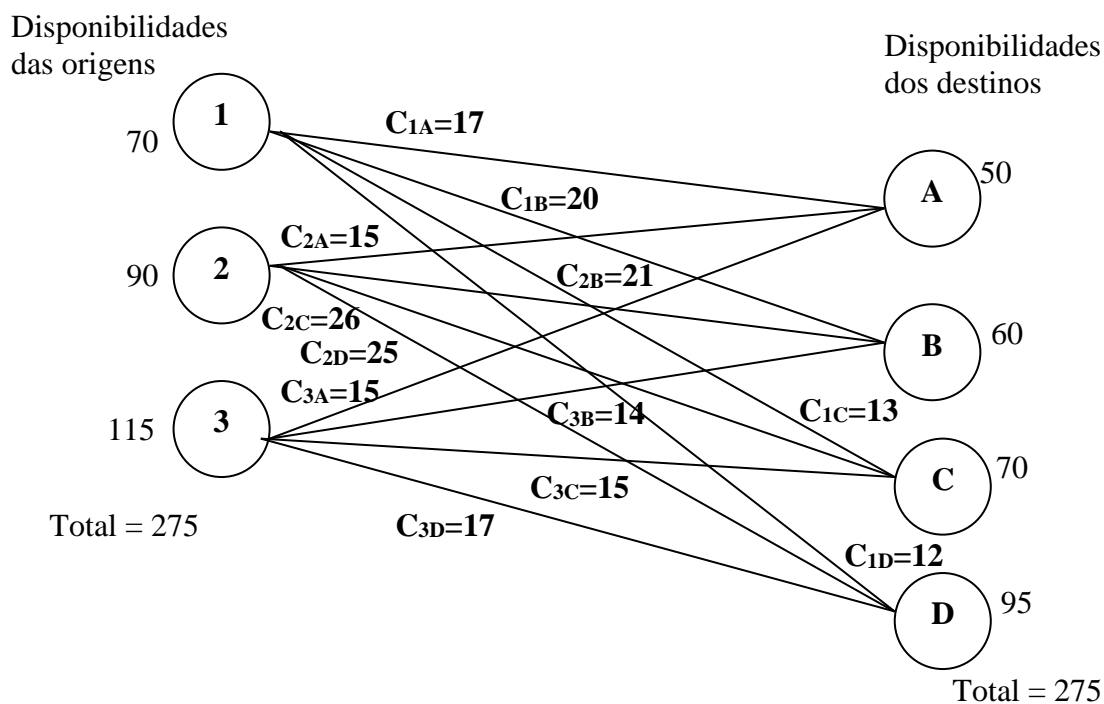 Disponibilidades
das origens
Disponibilidades
dos destinos
1
70
C1A=17
A
50
C1B=20
C2A=15
2
90
C2B=21
C2C=26
C2D=25
B
60
C3A=15
3
115
C3B=14
C1C=13
C
70
C3C=15
Total = 275
C3D=17
C1D=12
D
95
Total = 275